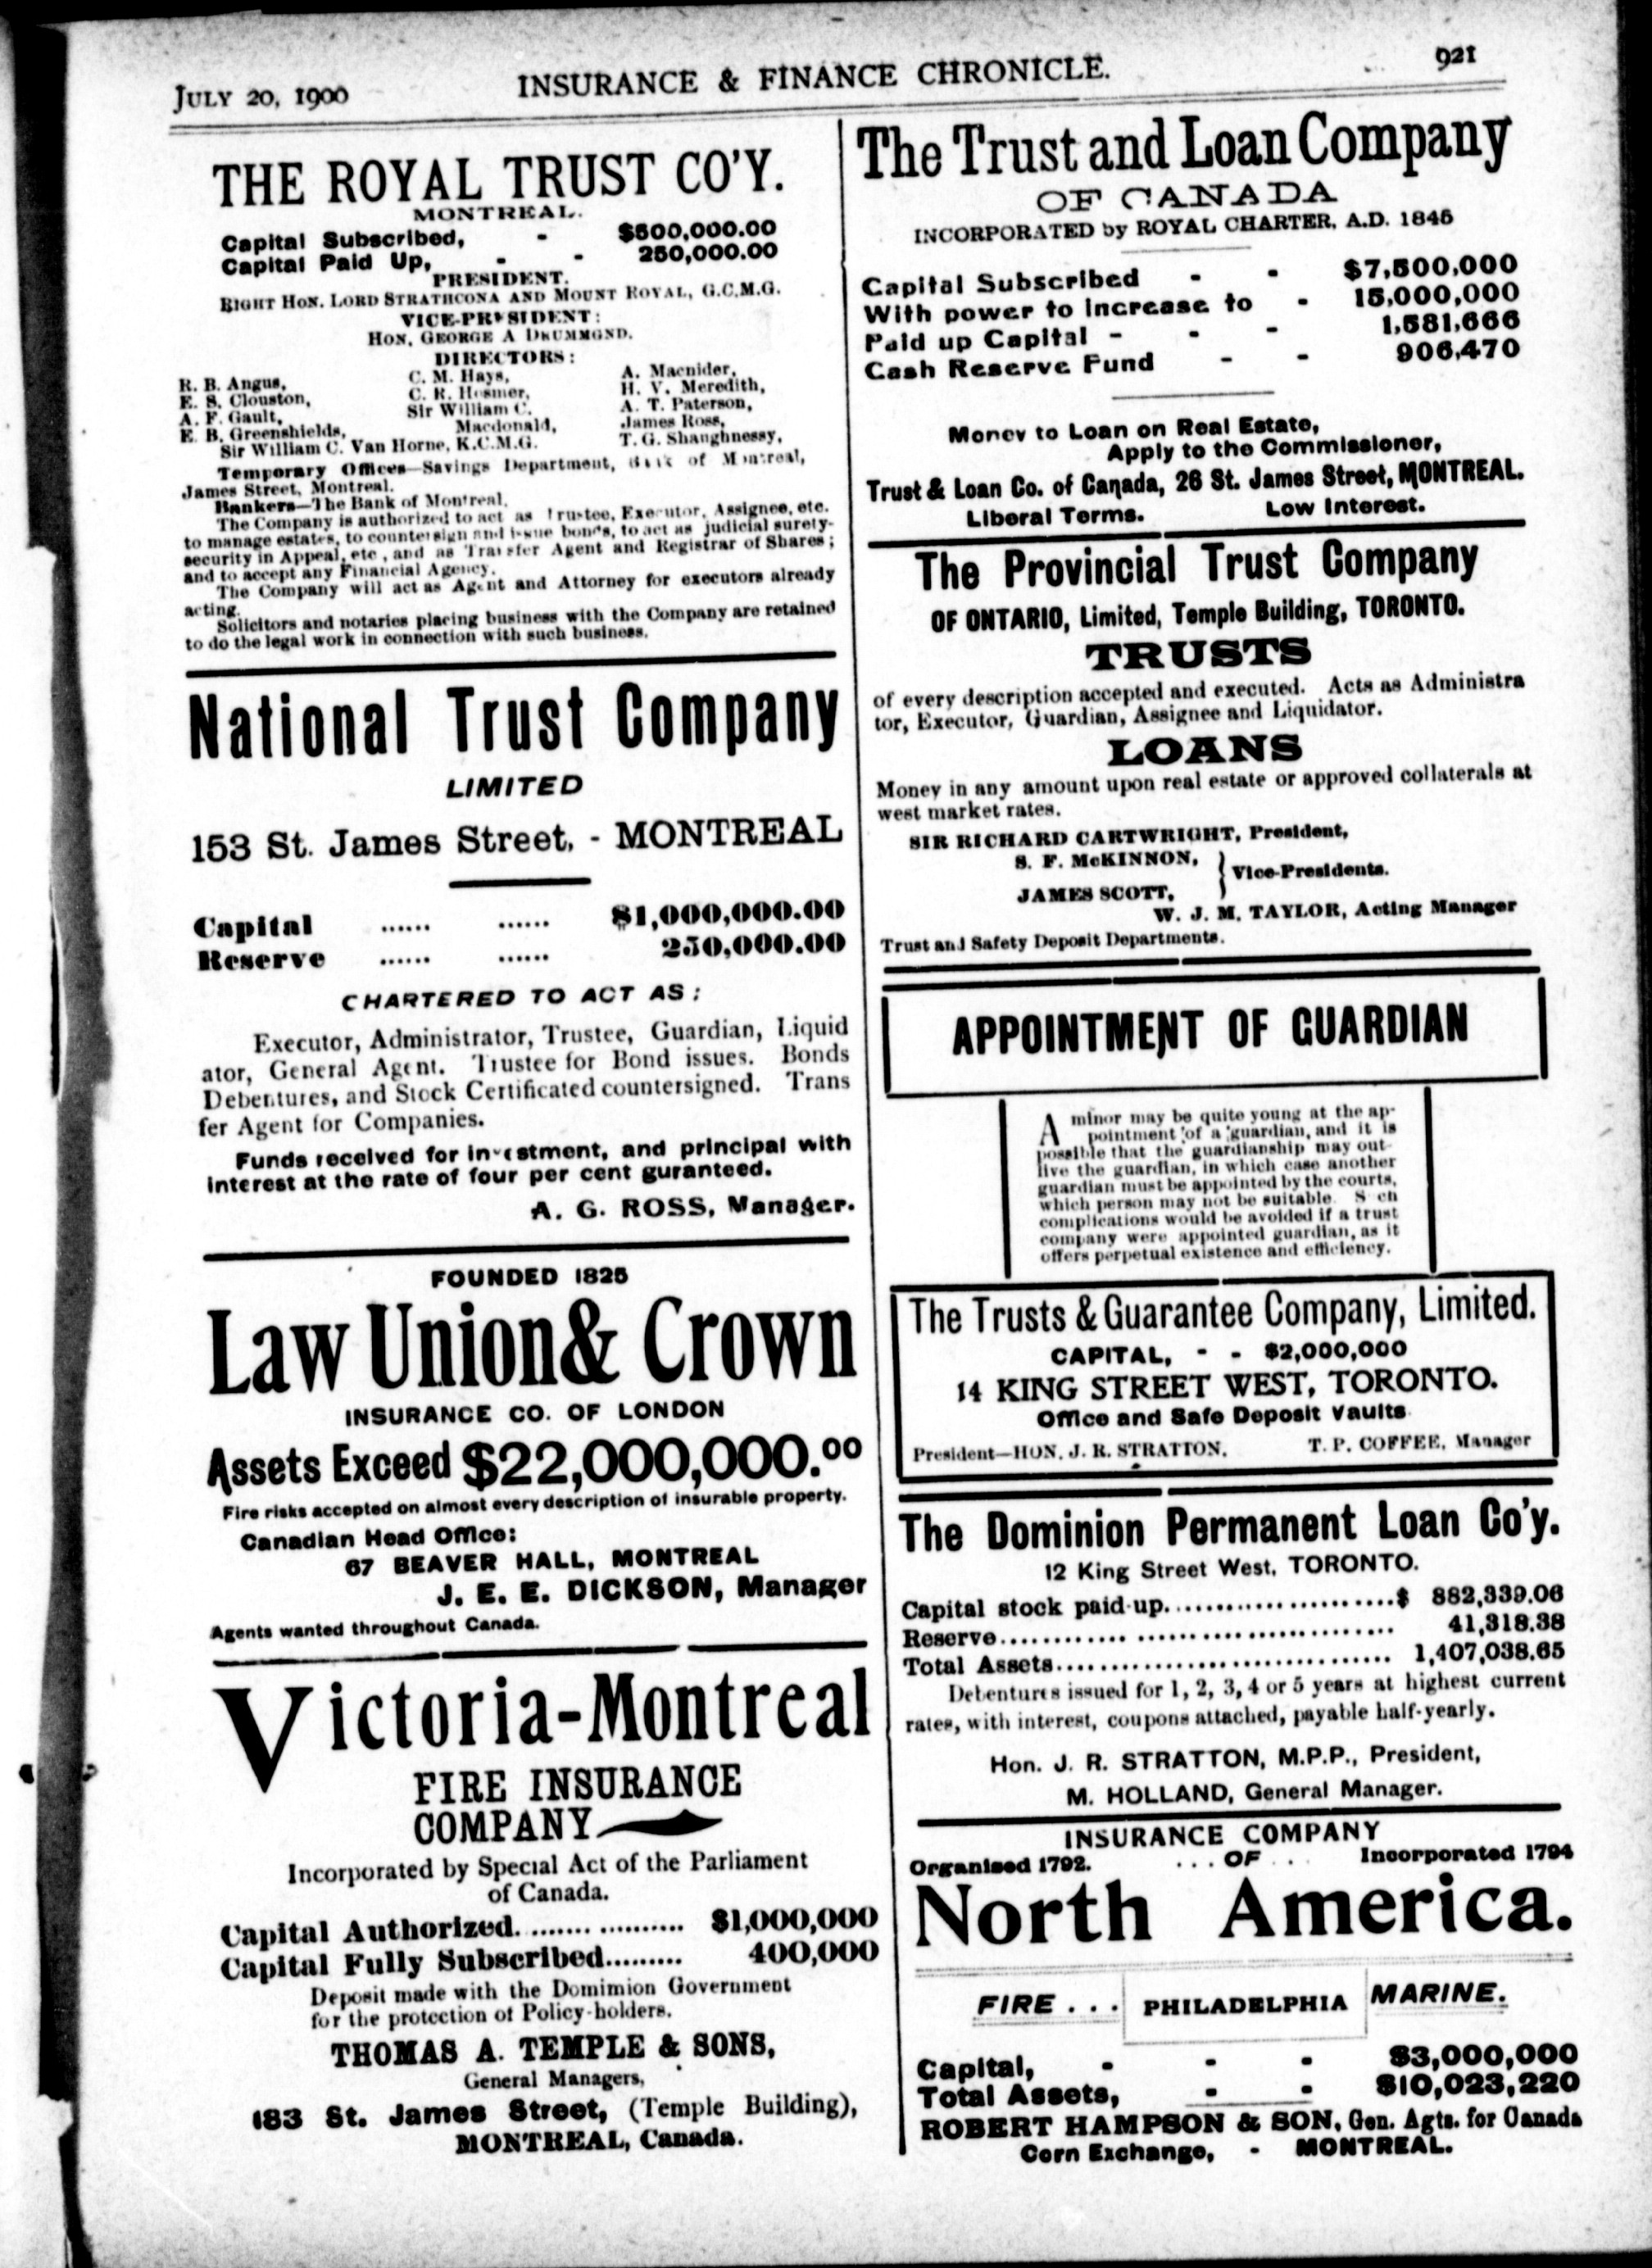 JULY 20, 1900
INSURANCE & FINANCE CHRONICLE.
921
THE ROYAL TRUST CO'Y.
MONTREAL.
Capital Subscribed, - $500,000.00
Capital Paid Up, - - 250,000.00
PRESIDENT.
RIGHT HON. LORD STRATHCONA AND MOUNT ROYAL, G.C.M.G.
VICE-PRESIDENT:
HON. GEORGE A DRUMMOND.
DIRECTORS:
R. B. Angus, C. M. Hays, A. Macnider,
E. S. Clouston, C. R. Hosmer, H. V. Meredith,
A. F. Gault, Sir William C. A. T. Paterson,
E. B. Greenshields, Macdonald, James Ross,
Sir William C. Van Horne, K.C.M.G. T. G. Shaughnessy,
Temporary Offices—Savings Department, Bank of Montreal,
James Street, Montreal.
Bankers—The Bank of Montreal.
The Company is authorized to act as Trustee, Executor, Assignee, etc.
to manage estates, to countersign and issue bonds, to act as judicial surety-
security in Appeal, etc, and as Transfer Agent and Registrar of Shares;
and to accept any Financial Agency.
The Company will act as Agent and Attorney for executors already
acting.
Solicitors and notaries placing business with the Company are retained
to do the legal work in connection with such business.
National Trust Company
LIMITED
153 St. James Street, - MONTREAL
Capital ...... ...... $1,000,000.00
Reserve ...... ...... 250,000.00
CHARTERED TO ACT AS:
Executor, Administrator, Trustee, Guardian, Liquid
ator, General Agent. Trustee for Bond issues. Bonds
Debentures, and Stock Certificated countersigned. Trans
fer Agent for Companies.
Funds received for investment, and principal with
interest at the rate of four per cent guranteed.
A. G. ROSS, Manager.
FOUNDED 1825
Law Union & Crown
INSURANCE CO. OF LONDON
Assets Exceed $22,000,000.00
Fire risks accepted on almost every description of insurable property.
Canadian Head Office:
67 BEAVER HALL, MONTREAL
J. E. E. DICKSON, Manager
Agents wanted throughout Canada.
Victoria-Montreal
FIRE INSURANCE
COMPANY
Incorporated by Special Act of the Parliament
of Canada.
Capital Authorized................... $1,000,000
Capital Fully Subscribed......... 400,000
Deposit made with the Domimion Government
for the protection of Policy-holders.
THOMAS A. TEMPLE & SONS,
General Managers,
183 St. James Street, (Temple Building),
MONTREAL, Canada.
The Trust and Loan Company
OF CANADA
INCORPORATED by ROYAL CHARTER, A.D. 1845
Capital Subscribed - - $7,500,000
With power to increase to - 15,000,000
Paid up Capital - - - 1,581,666
Cash Reserve Fund - - 906,470
Money to Loan on Real Estate,
Apply to the Commissioner,
Trust & Loan Co. of Canada, 26 St. James Street, MONTREAL.
Liberal Terms. Low Interest.
The Provincial Trust Company
OF ONTARIO, Limited, Temple Building, TORONTO.
TRUSTS
of every description accepted and executed. Acts as Administra
tor, Executor, Guardian, Assignee and Liquidator.
LOANS
Money in any amount upon real estate or approved collaterals at
west market rates.
SIR RICHARD CARTWRIGHT, President,
S. F. McKINNON, } Vice-Presidents.
JAMES SCOTT,
W. J. M. TAYLOR, Acting Manager
Trust and Safety Deposit Departments.
APPOINTMENT OF GUARDIAN
A minor may be quite young at the ap-
pointment of a guardian, and it is
possible that the guardianship may out-
live the guardian, in which case another
guardian must be appointed by the courts,
which person may not be suitable. Such
complications would be avoided if a trust
company were appointed guardian, as it
offers perpetual existence and efficiency.
The Trusts & Guarantee Company, Limited.
CAPITAL, - - $2,000,000
14 KING STREET WEST, TORONTO.
Office and Safe Deposit Vaults
President—HON. J. R. STRATTON. T. P. COFFEE, Manager
The Dominion Permanent Loan Co'y.
12 King Street West, TORONTO.
Capital stock paid-up.......................$ 882,339.06
Reserve....................................... 41,318.38
Total Assets................................. 1,407,038.65
Debentures issued for 1, 2, 3, 4 or 5 years at highest current
rates, with interest, coupons attached, payable half-yearly.
Hon. J. R. STRATTON, M.P.P., President,
M. HOLLAND, General Manager.
INSURANCE COMPANY
Organised 1792. ... OF ... Incorporated 1794
North America.
FIRE ... PHILADELPHIA MARINE.
Capital, - - - $3,000,000
Total Assets, - - $10,023,220
ROBERT HAMPSON & SON, Gen. Agts. for Canada
Corn Exchange, - MONTREAL.